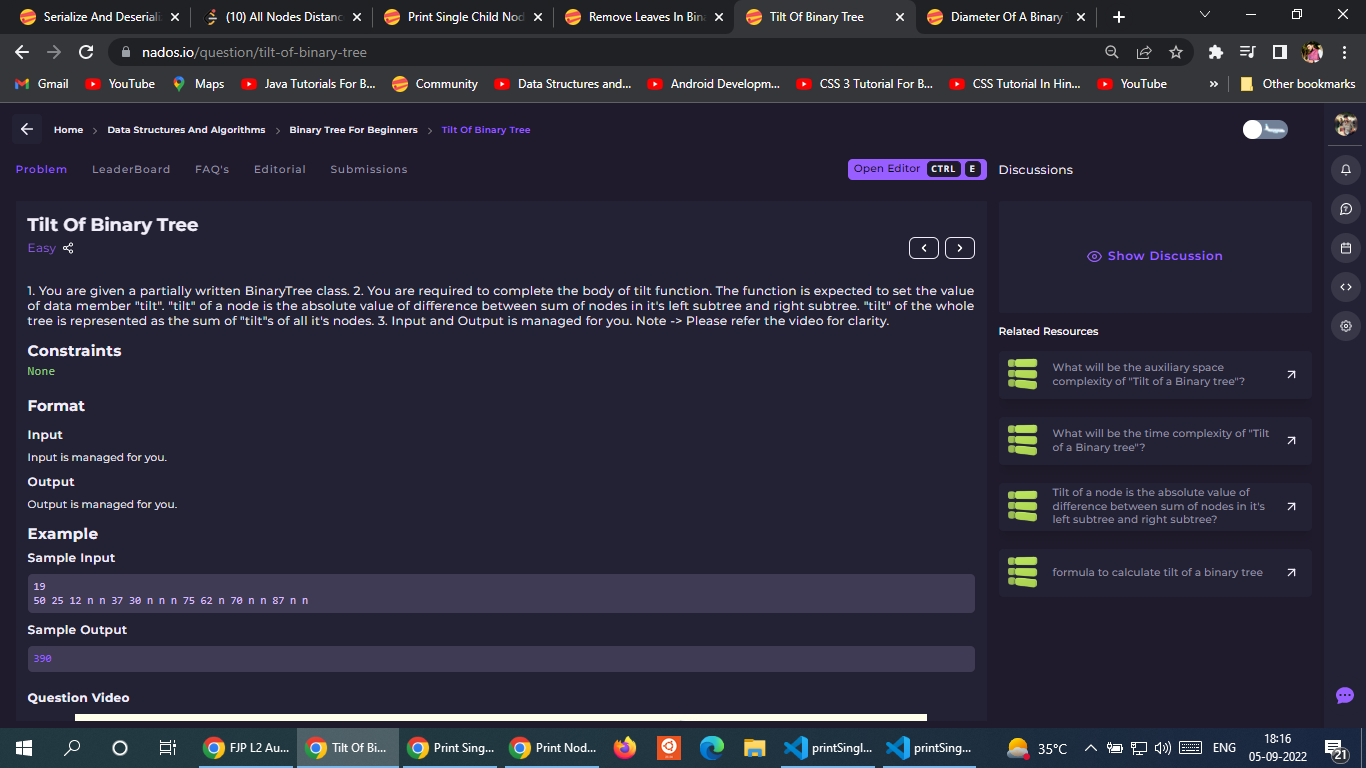 Serialize And Deseriali
(10) All Nodes Distanc
Print Single Child Nod
Remove Leaves In Bina
Tilt Of Binary Tree
Diameter Of A Binary
nados.io/question/tilt-of-binary-tree
Gmail
YouTube
Maps
Java Tutorials For B...
Community
Data Structures and...
Android Developm...
CSS 3 Tutorial For B...
CSS Tutorial In Hin...
YouTube
»
Other bookmarks
Home > Data Structures And Algorithms > Binary Tree For Beginners > Tilt Of Binary Tree
Problem LeaderBoard FAQ's Editorial Submissions
Open Editor CTRL E
Discussions
Tilt Of Binary Tree
Easy
1. You are given a partially written BinaryTree class. 2. You are required to complete the body of tilt function. The function is expected to set the value
of data member "tilt". "tilt" of a node is the absolute value of difference between sum of nodes in it's left subtree and right subtree. "tilt" of the whole
tree is represented as the sum of "tilt"s of all it's nodes. 3. Input and Output is managed for you. Note -> Please refer the video for clarity.
Constraints
None
Format
Input
Input is managed for you.
Output
Output is managed for you.
Example
Sample Input
19
50 25 12 n n 37 30 n n n 75 62 n 70 n n 87 n n
Sample Output
390
Question Video
Show Discussion
Related Resources
What will be the auxiliary space
complexity of "Tilt of a Binary tree"?
What will be the time complexity of "Tilt
of a Binary tree"?
Tilt of a node is the absolute value of
difference between sum of nodes in it's
left subtree and right subtree?
formula to calculate tilt of a binary tree
FJP L2 Au...
Tilt Of Bi...
Print Sing...
Print Nod...
printSingl...
printSing...
35°C
ENG
18:16
05-09-2022
21